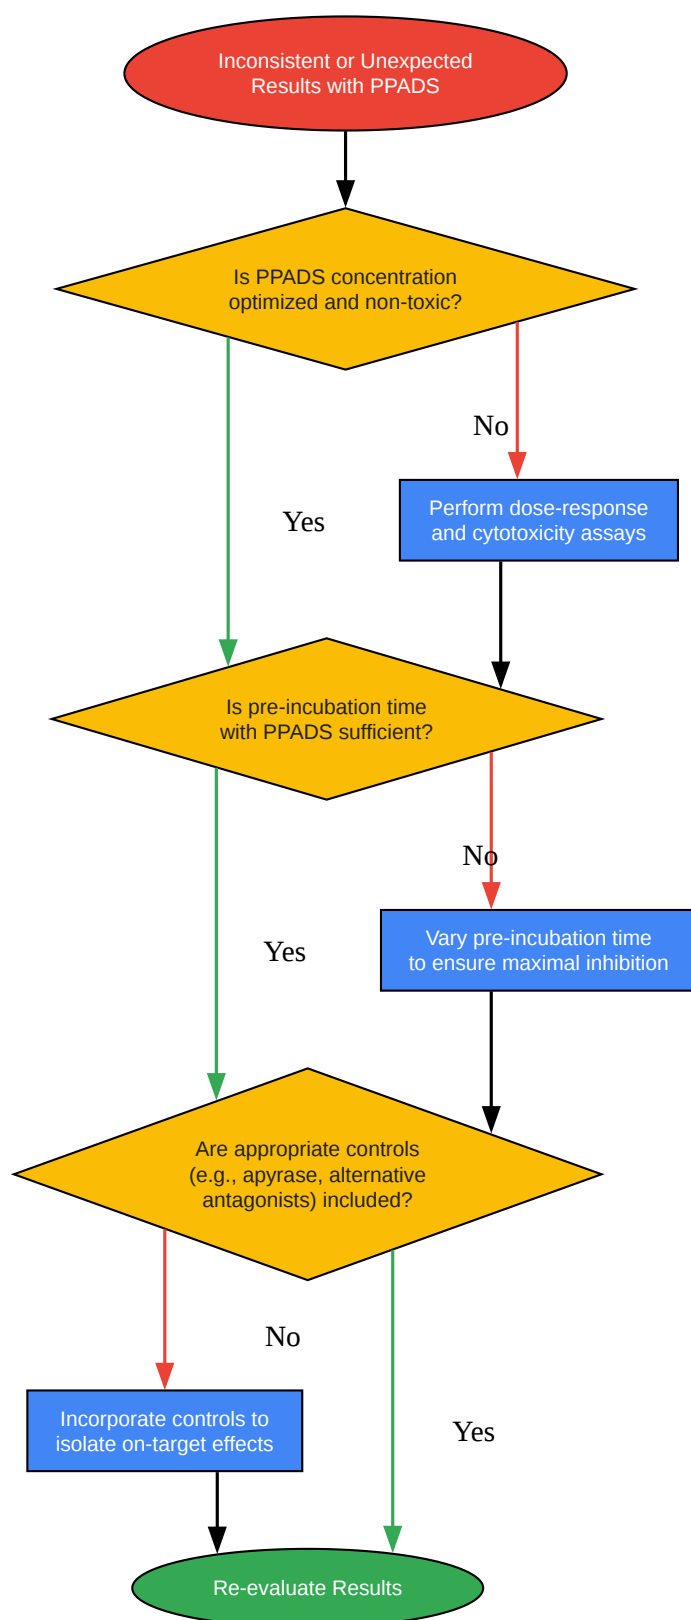 Inconsistent or Unexpected
Results with PPADS
Is PPADS concentration
optimized and non-toxic?
No
Yes
Perform dose-response
and cytotoxicity assays
Is pre-incubation time
with PPADS sufficient?
No
Yes
Vary pre-incubation time
to ensure maximal inhibition
Are appropriate controls
(e.g., apyrase, alternative
antagonists) included?
No
Yes
Incorporate controls to
isolate on-target effects
Re-evaluate Results